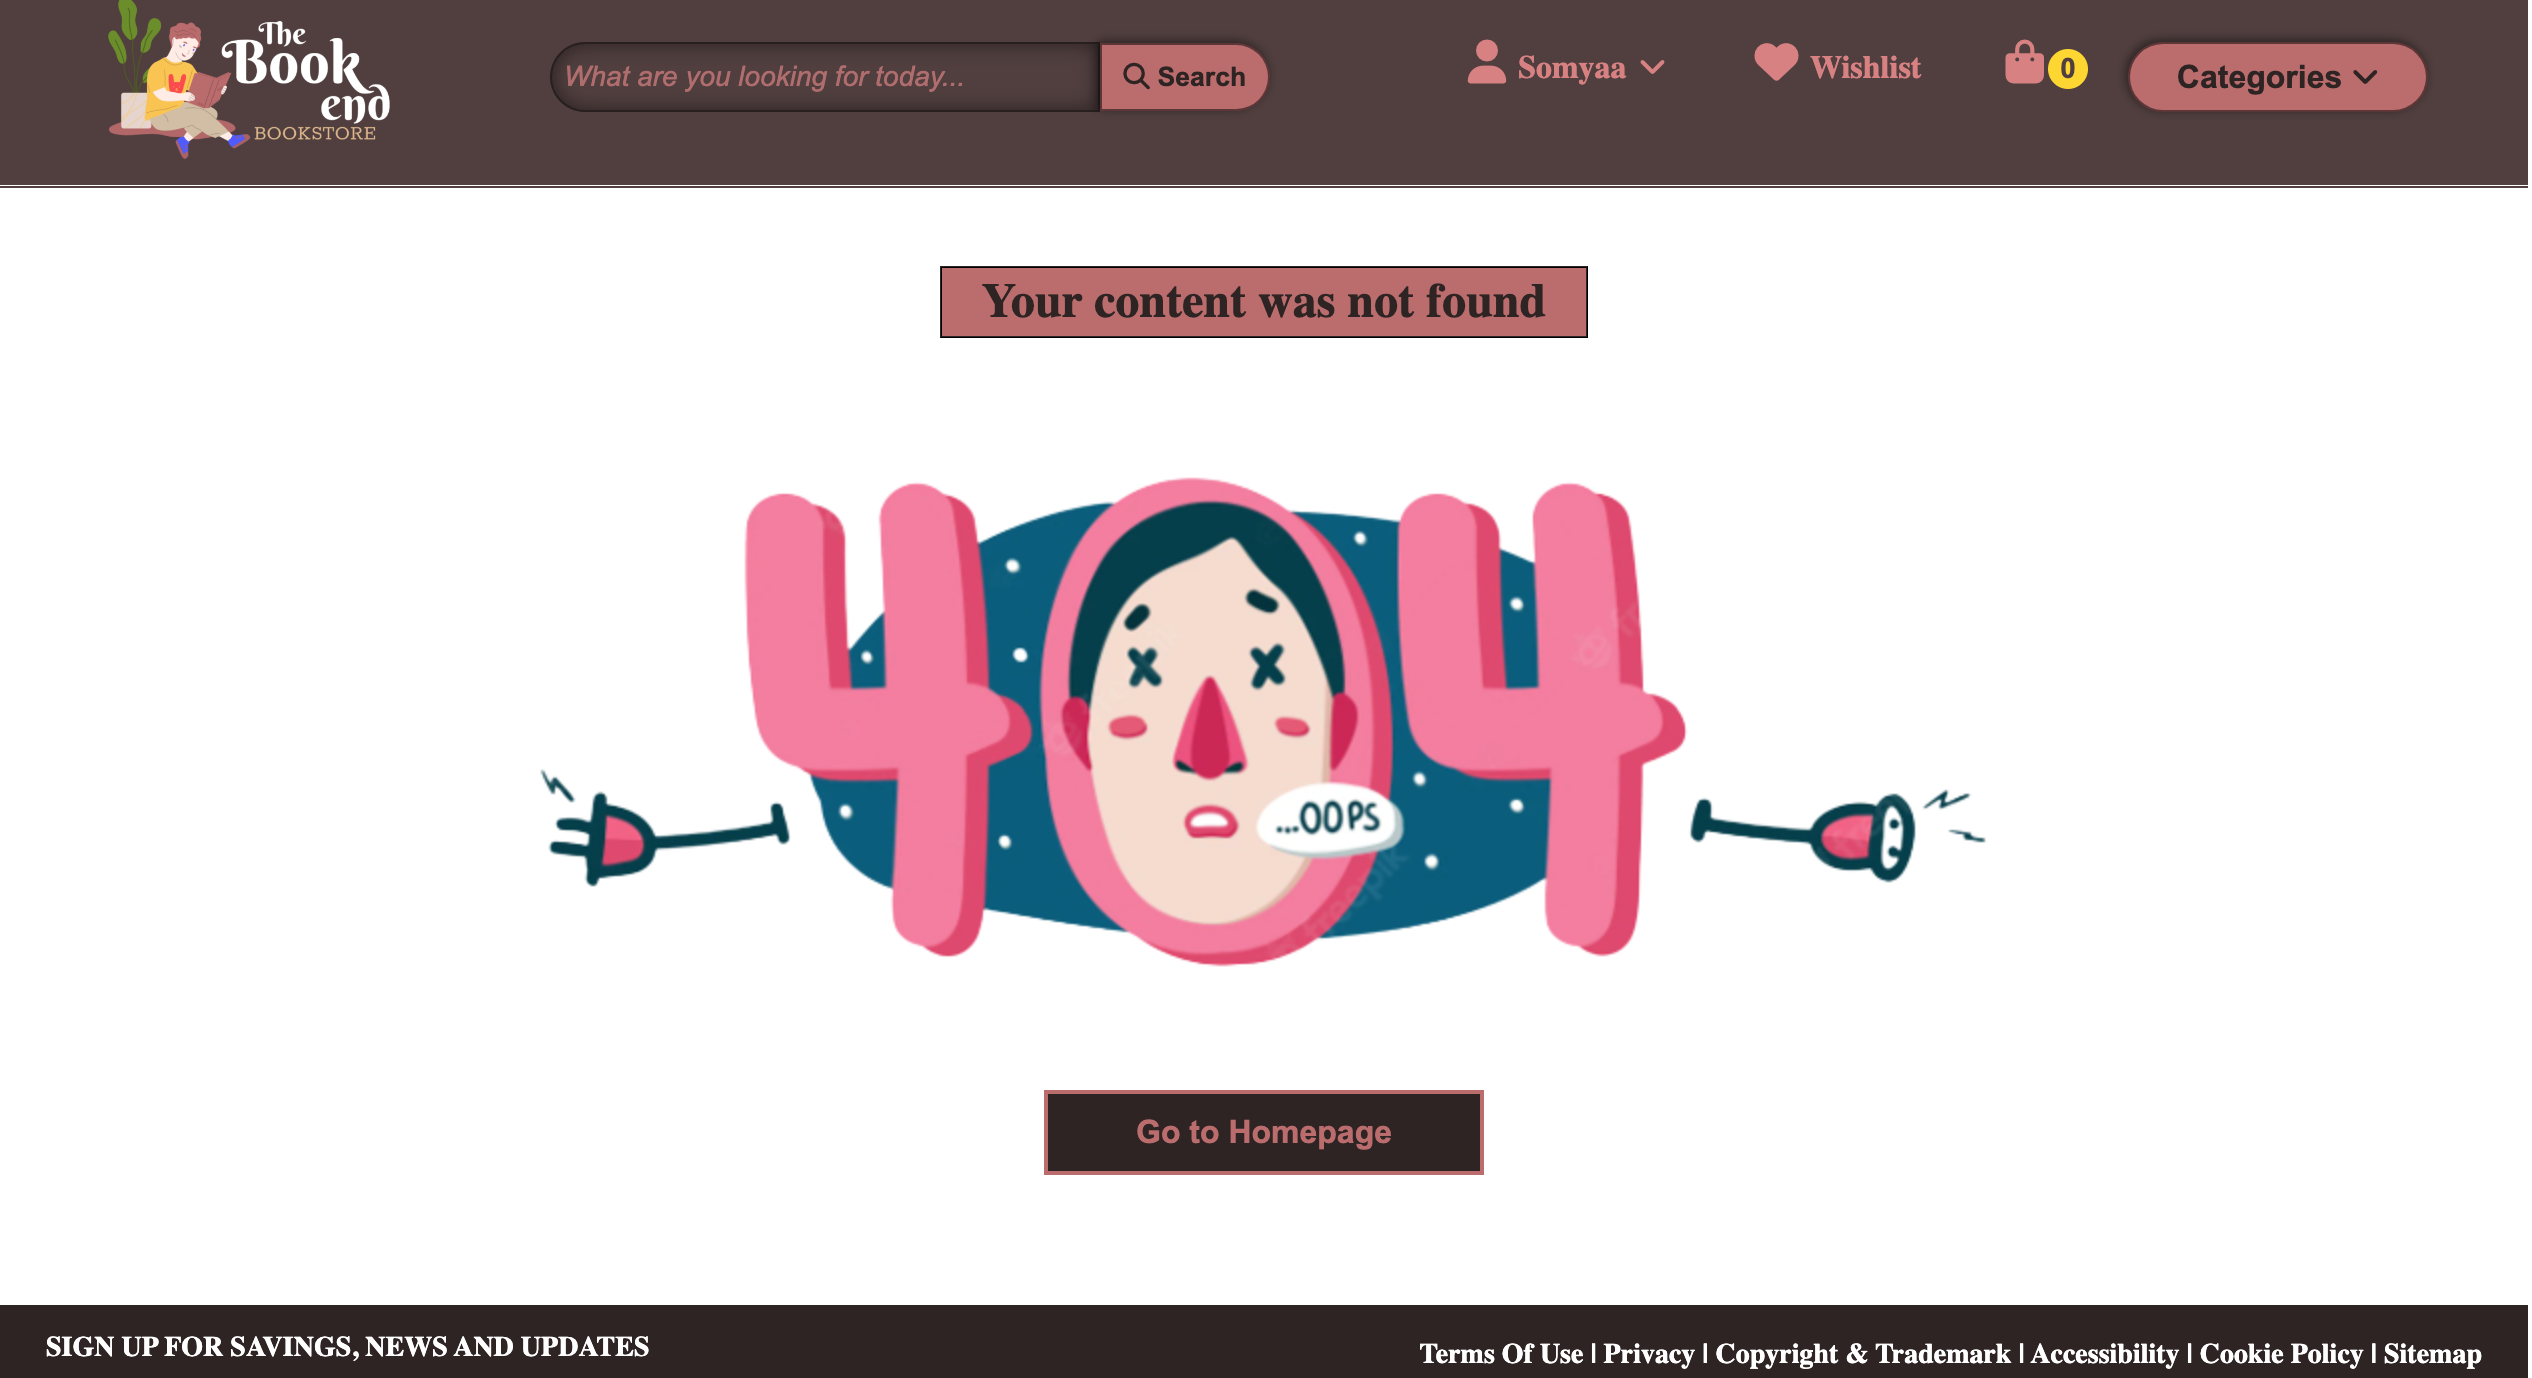 The
Book
end
BOOKSTORE
What are you looking for today...
Search
Somyaa
Wishlist
0
Categories
Your content was not found
404
...OOPS
freepik
Go to Homepage
SIGN UP FOR SAVINGS, NEWS AND UPDATES
Terms Of Use | Privacy | Copyright & Trademark | Accessibility | Cookie Policy | Sitemap